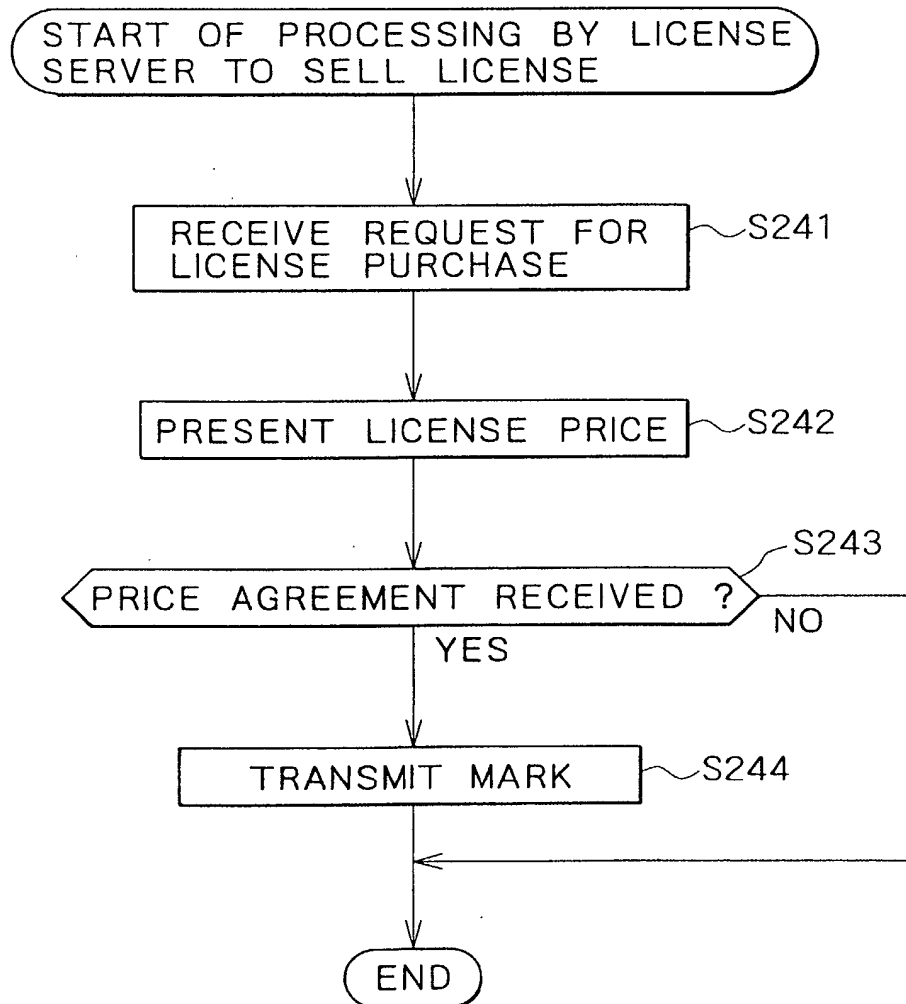 START OF PROCESSING BY LICENSE
SERVER TO SELL LICENSE
RECEIVE REQUEST FOR
LICENSE PURCHASE
S241
PRESENT LICENSE PRICE
S242
S243
PRICE AGREEMENT RECEIVED ?
NO
YES
TRANSMIT MARK
S244
END